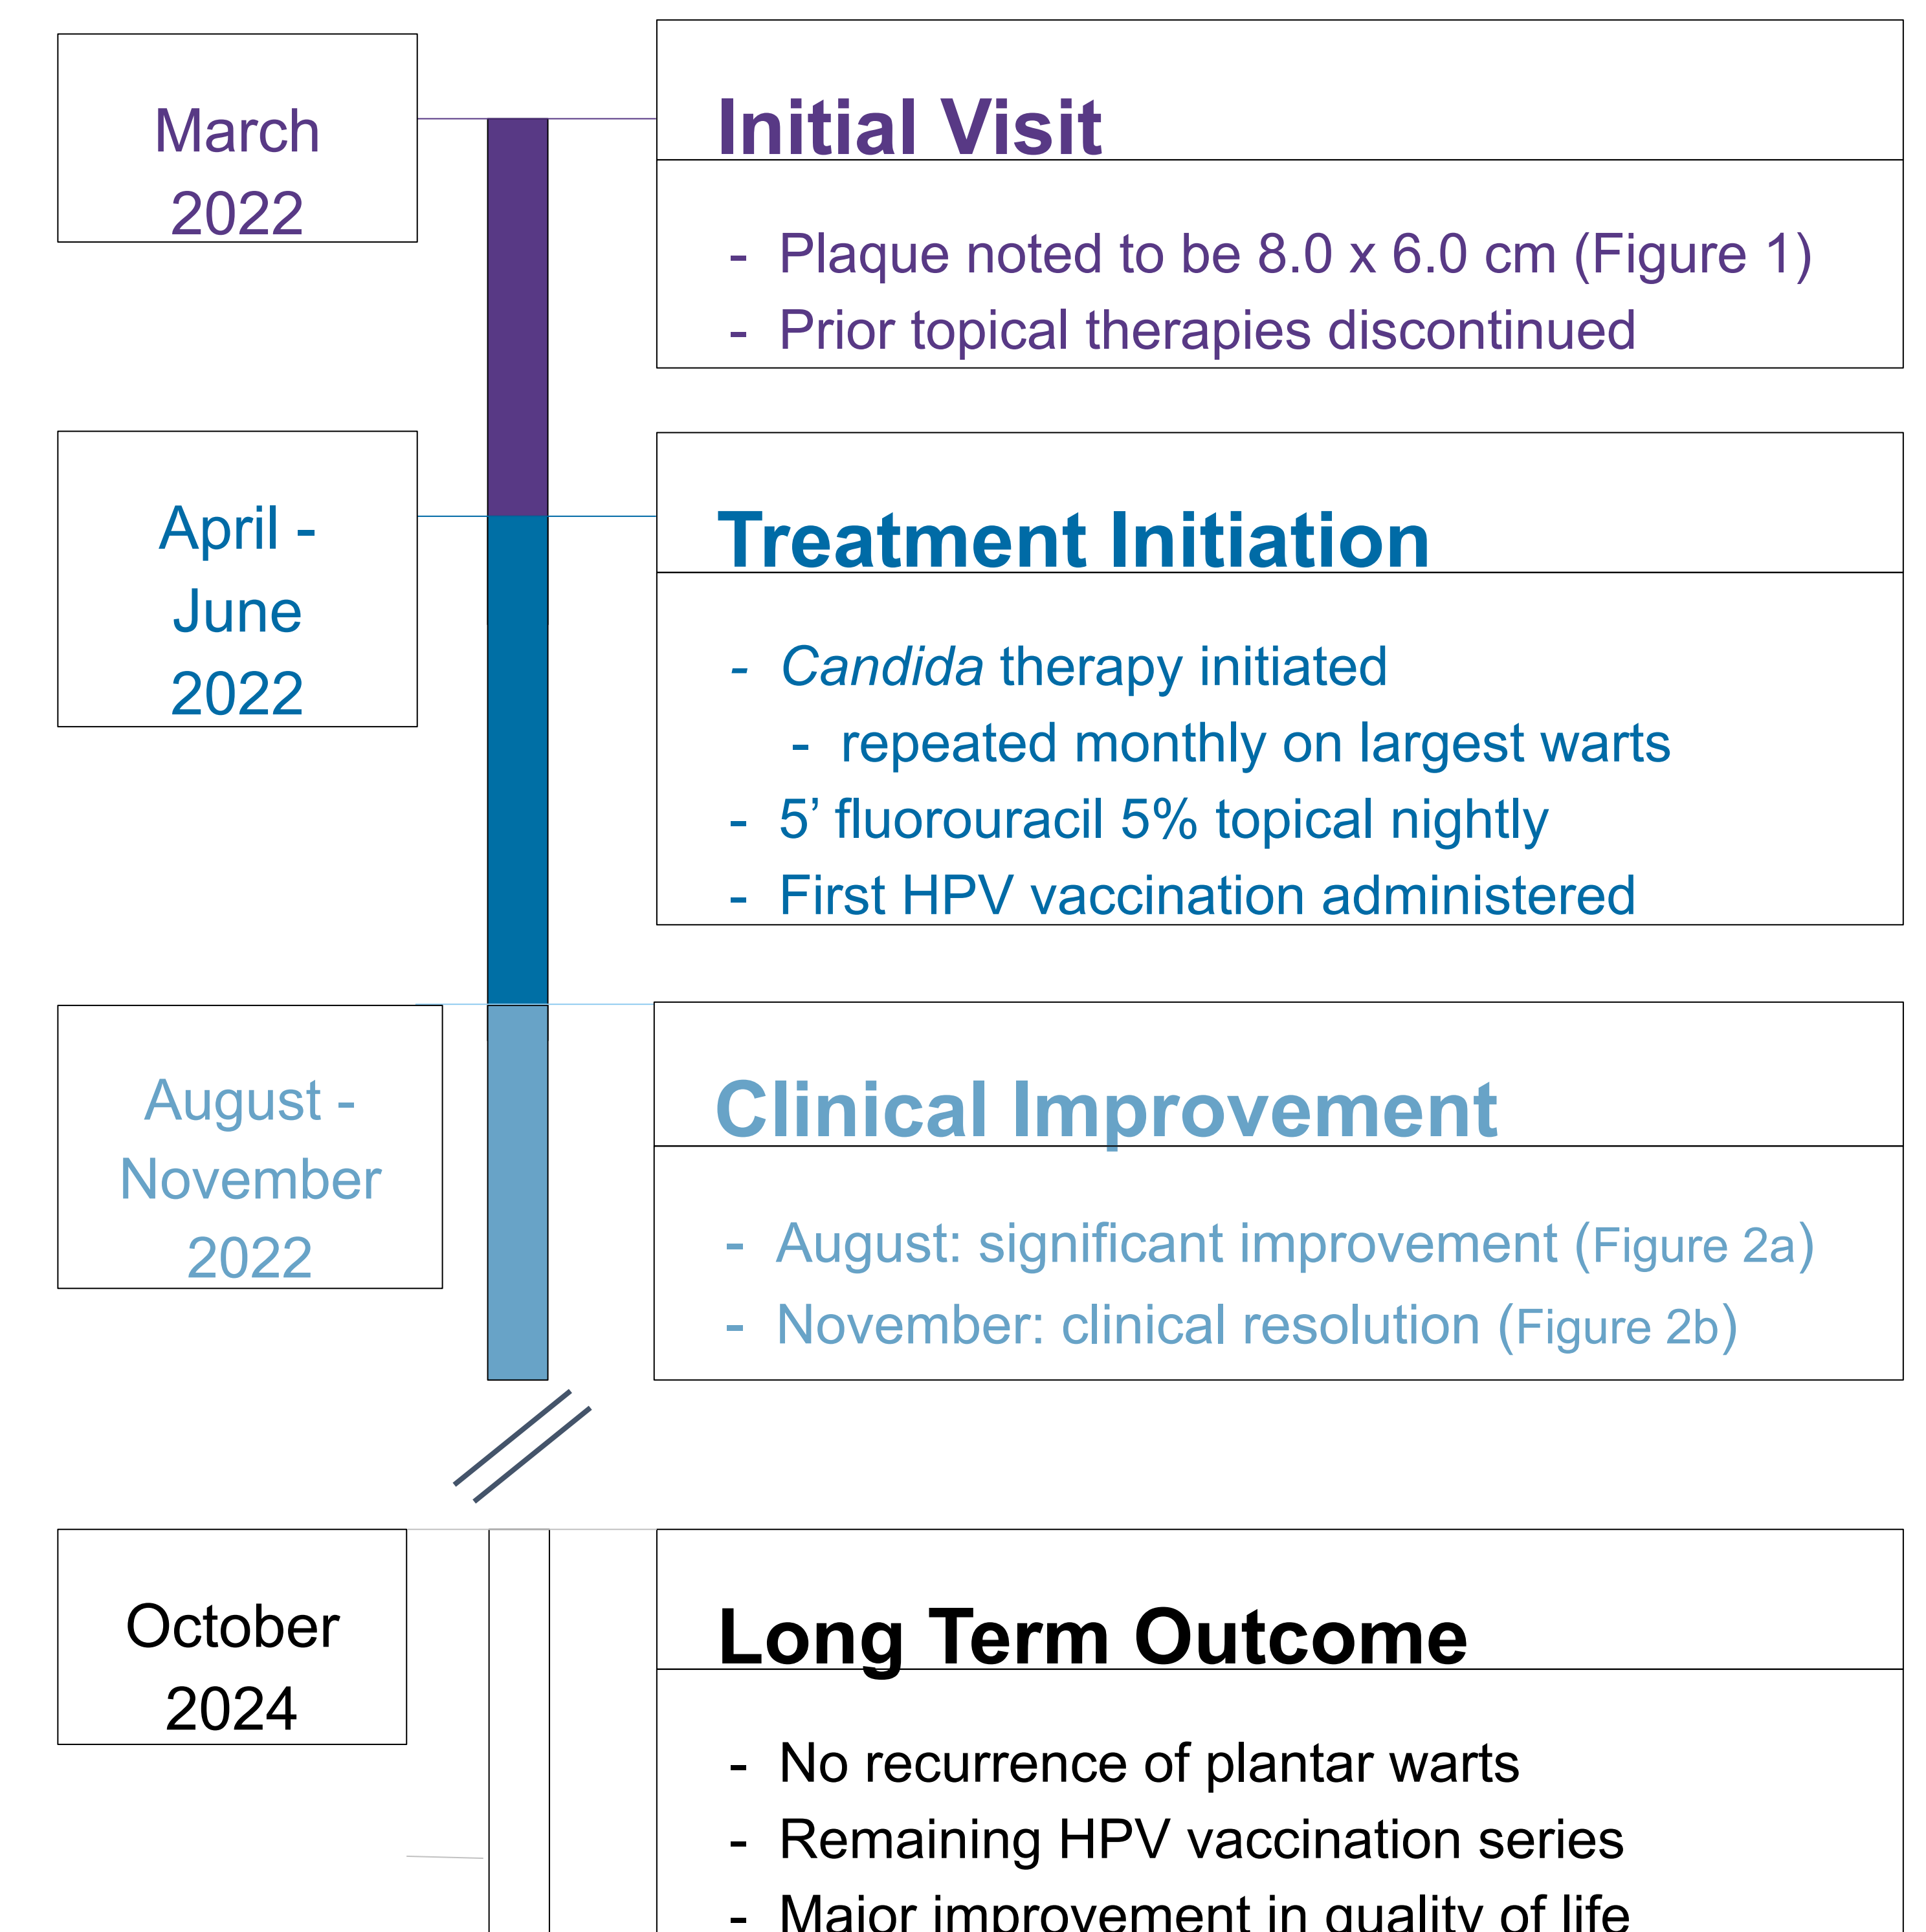 March
2022
Initial Visit
- Plaque noted to be 8.0 x 6.0 cm (Figure 1)
- Prior topical therapies discontinued
April -
June
2022
Treatment Initiation
- Candida therapy initiated
- repeated monthly on largest warts
- 5’ fluorouracil 5% topical nightly
- First HPV vaccination administered
August -
November
2022
Clinical Improvement
- August: significant improvement (Figure 2a)
- November: clinical resolution (Figure 2b)
October
2024
Long Term Outcome
- No recurrence of plantar warts
- Remaining HPV vaccination series
- Major improvement in quality of life